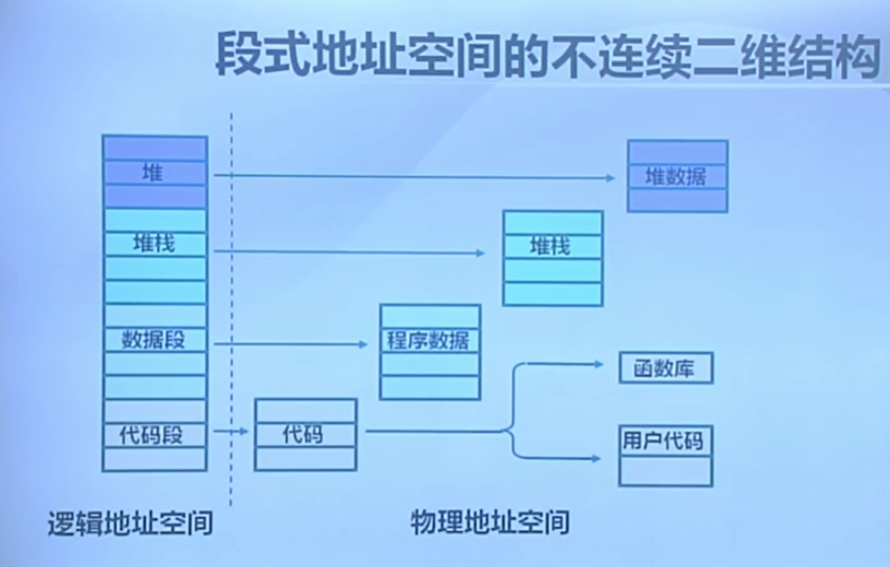 段式地址空间的不连续二维结构
堆
堆数据
堆栈
堆栈
数据段
程序数据
函数库
代码段
代码
用户代码
逻辑地址空间
物理地址空间